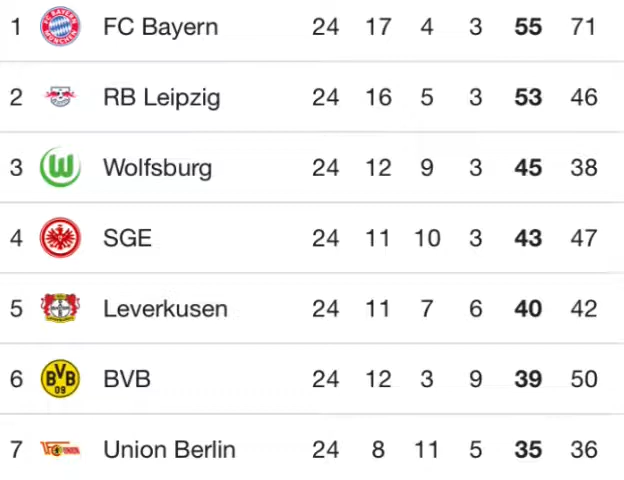 1 FC Bayern 24 17 4 3 55 71
2 RB Leipzig 24 16 5 3 53 46
3 Wolfsburg 24 12 9 3 45 38
4 SGE 24 11 10 3 43 47
5 Leverkusen 24 11 7 6 40 42
6 BVB 24 12 3 9 39 50
7 Union Berlin 24 8 11 5 35 36